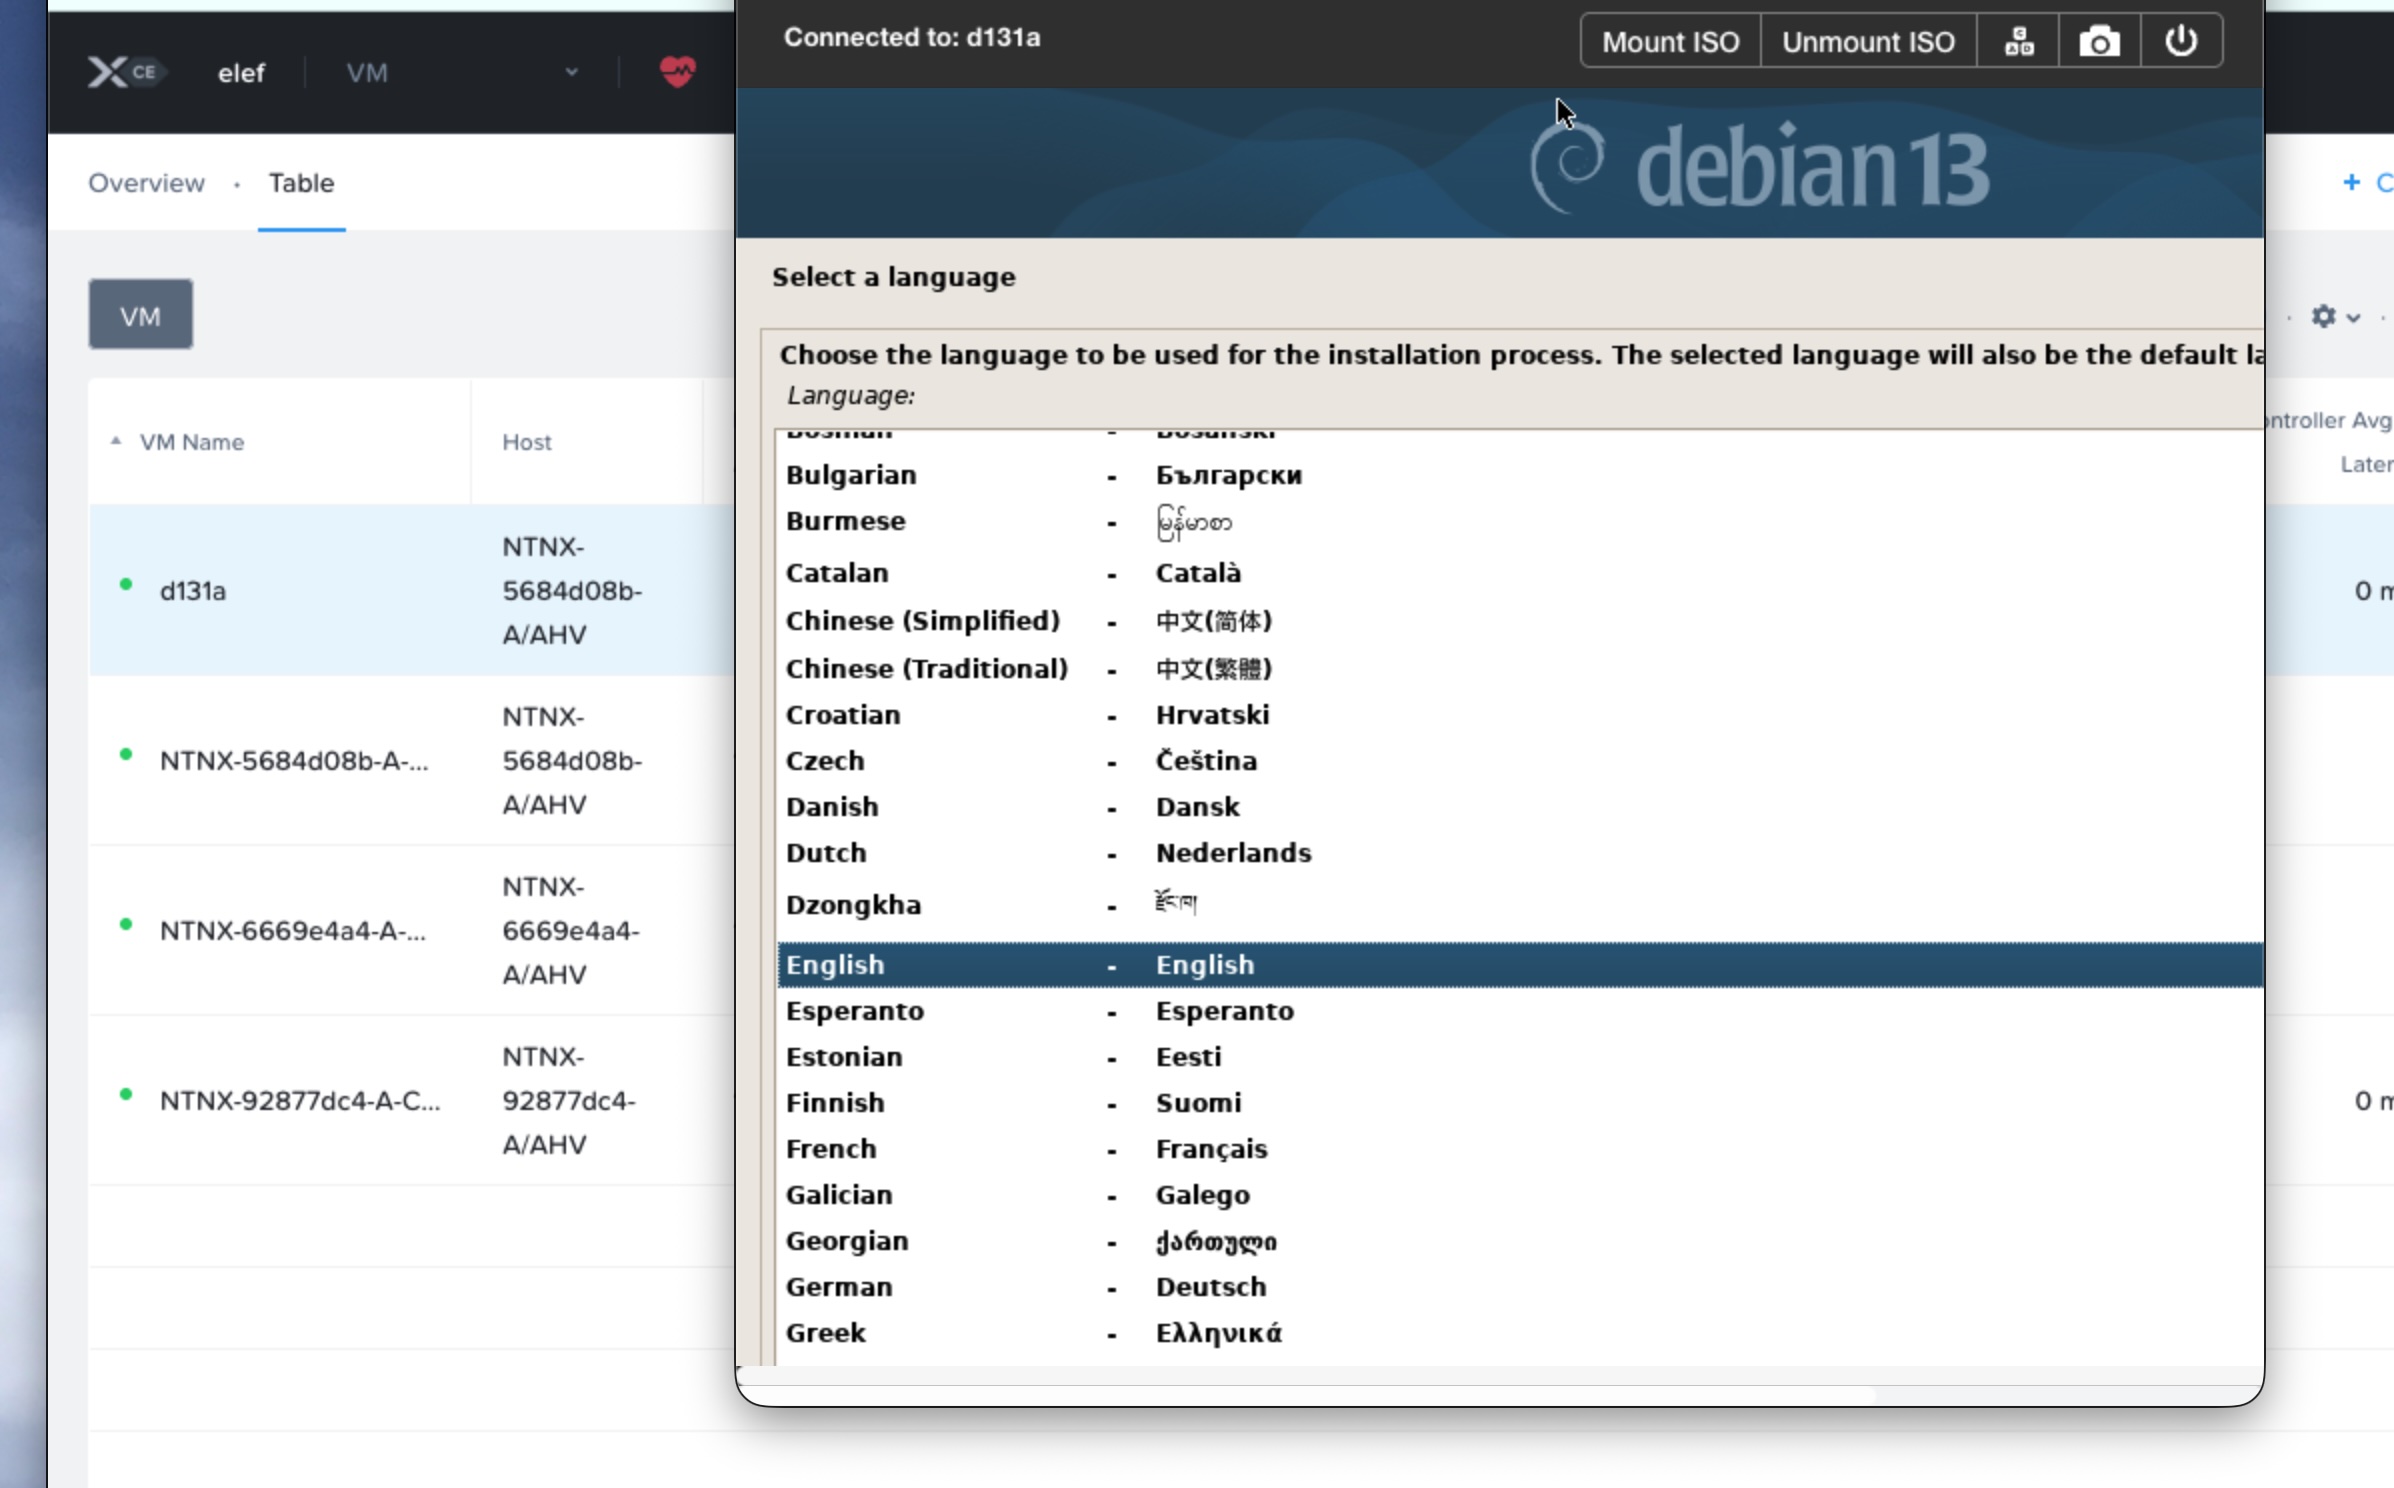 Connected to: d131a
Mount ISO
Unmount ISO
CE
elef
VM
debian 13
Overview
Table
+ C
Select a language
VM
Choose the language to be used for the installation process. The selected language will also be the default la
Language:
VM Name
Host
ntroller Avg
Later
Bosnian - Bosanski
Bulgarian - Български
Burmese - မြန်မာစာ
Catalan - Català
Chinese (Simplified) - 中文(简体)
Chinese (Traditional) - 中文(繁體)
Croatian - Hrvatski
Czech - Čeština
Danish - Dansk
Dutch - Nederlands
Dzongkha - རྫོང་ཁ།
English - English
Esperanto - Esperanto
Estonian - Eesti
Finnish - Suomi
French - Français
Galician - Galego
Georgian - ქართული
German - Deutsch
Greek - Ελληνικά
d131a
NTNX-
5684d08b-
A/AHV
0 m
NTNX-5684d08b-A-...
NTNX-
5684d08b-
A/AHV
NTNX-6669e4a4-A-...
NTNX-
6669e4a4-
A/AHV
NTNX-92877dc4-A-C...
NTNX-
92877dc4-
A/AHV
0 m